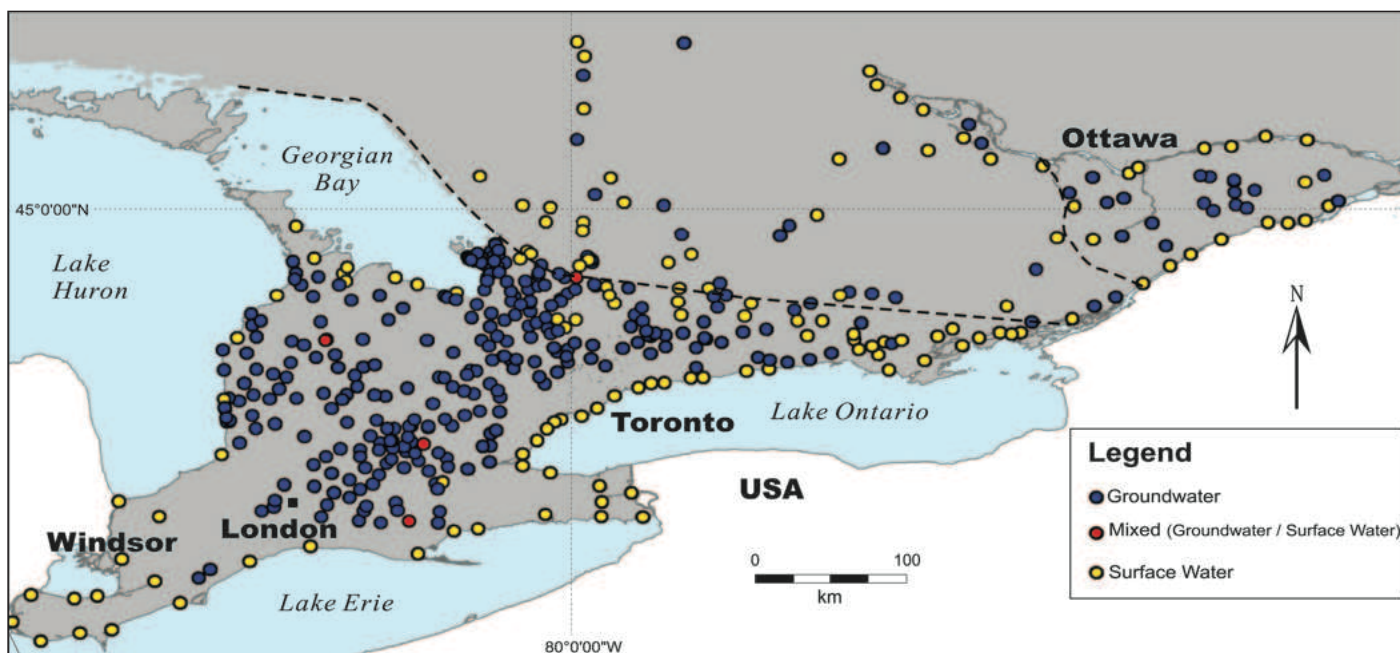 Georgian
Bay
Ottawa
45°0'00"N
Lake
Huron
N
Toronto
Lake Ontario
USA
London
Windsor
Lake Erie
0 100
km
80°0'00"W
Legend
Groundwater
Mixed (Groundwater / Surface Water)
Surface Water